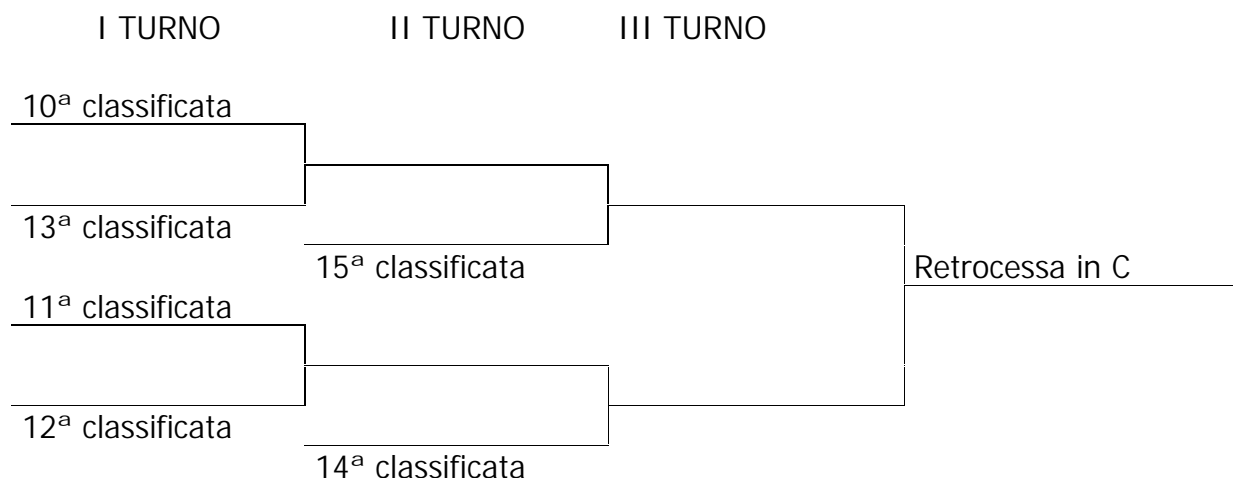 I TURNO II TURNO III TURNO
10ª classificata
13ª classificata
15ª classificata
Retrocessa in C
11ª classificata
12ª classificata
14ª classificata